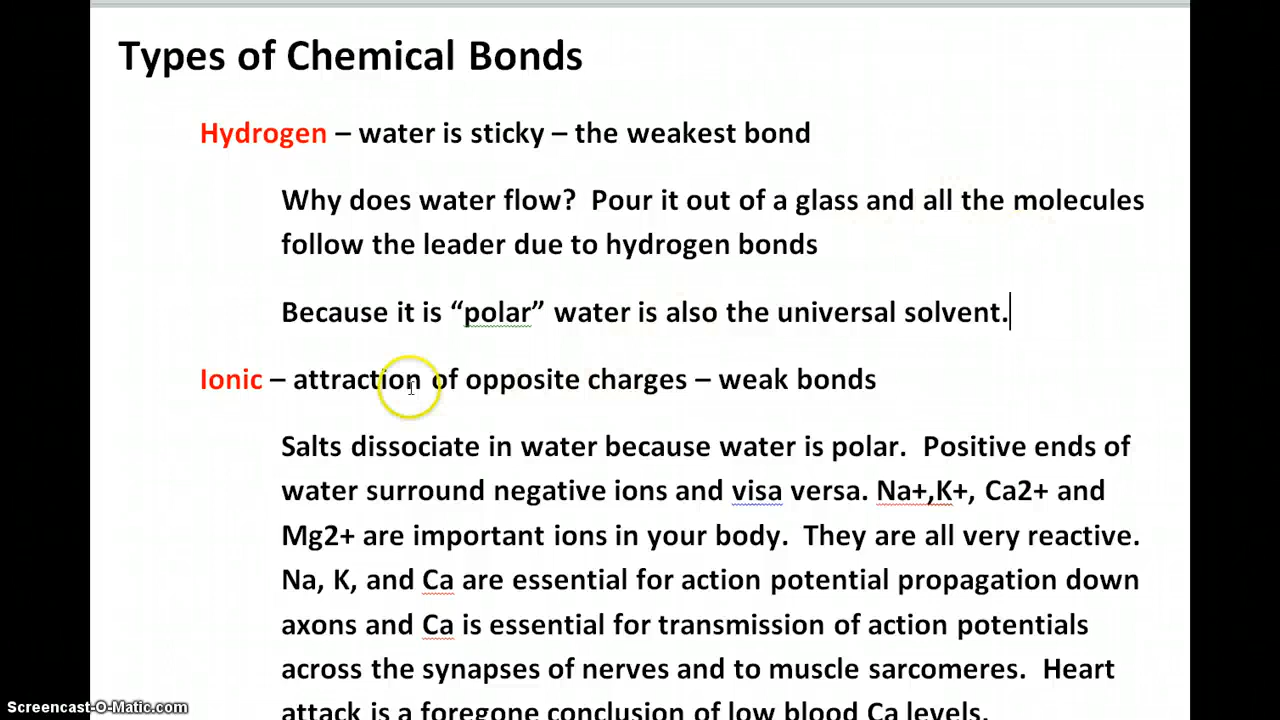 Types of Chemical Bonds
Hydrogen – water is sticky – the weakest bond
Why does water flow?  Pour it out of a glass and all the molecules
follow the leader due to hydrogen bonds
Because it is “polar” water is also the universal solvent.
Ionic – attraction of opposite charges – weak bonds
Salts dissociate in water because water is polar.  Positive ends of
water surround negative ions and visa versa. Na+,K+, Ca2+ and
Mg2+ are important ions in your body.  They are all very reactive.
Na, K, and Ca are essential for action potential propagation down
axons and Ca is essential for transmission of action potentials
across the synapses of nerves and to muscle sarcomeres.  Heart
attack is a foregone conclusion of low blood Ca levels.
Screencast-O-Matic.com